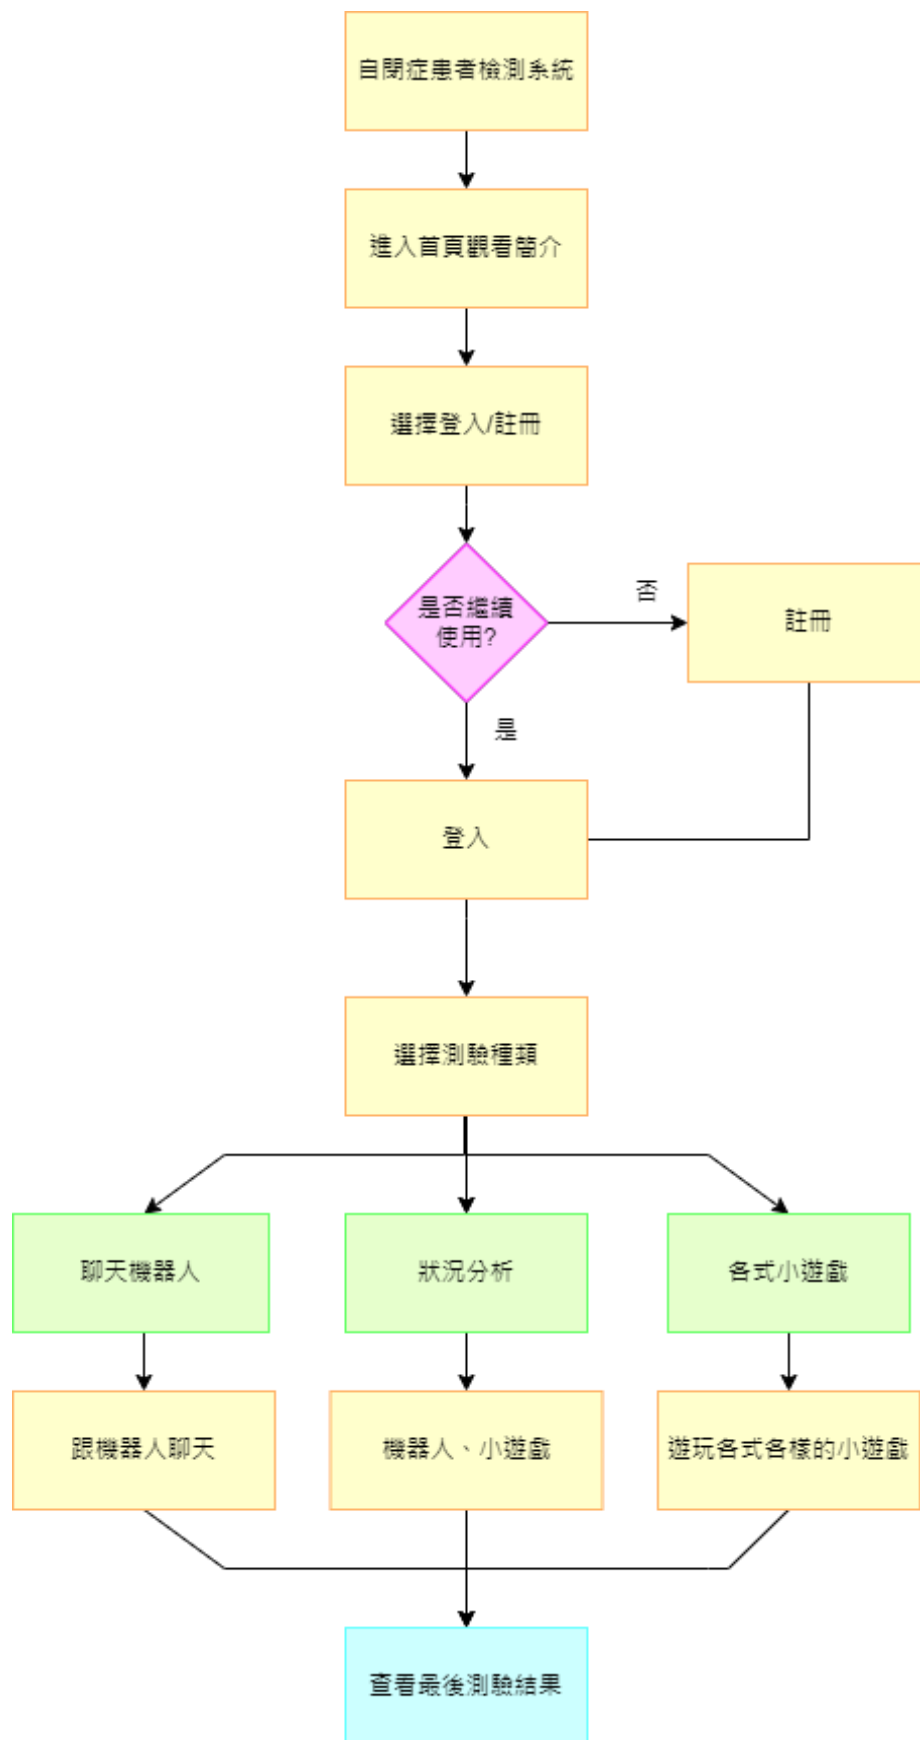 自閉症患者檢測系統
進入首頁觀看簡介
選擇登入/註冊
是否繼續
使用?
否
註冊
是
登入
選擇測驗種類
聊天機器人
狀況分析
各式小遊戲
跟機器人聊天
機器人、小遊戲
遊玩各式各樣的小遊戲
查看最後測驗結果